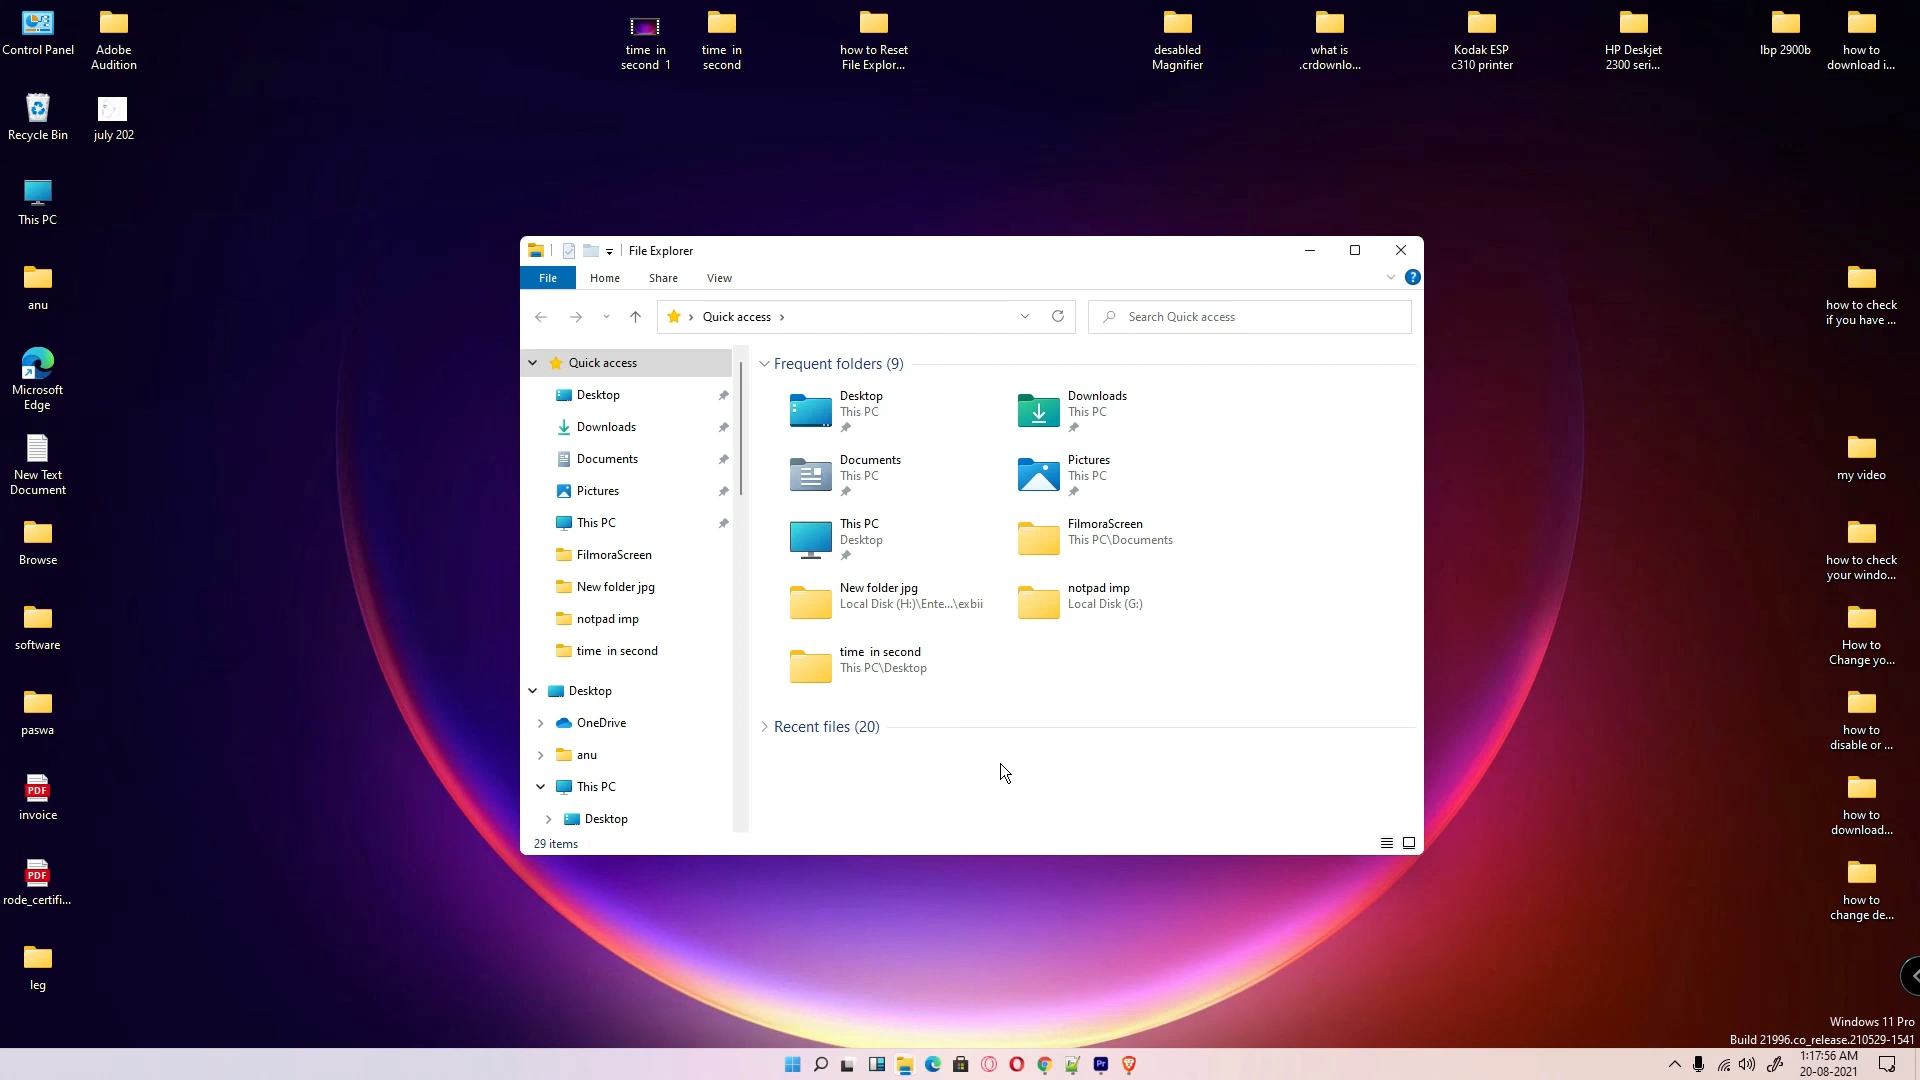 Control Panel
Adobe
Audition
time in
second 1
time in
second
how to Reset
File Explor...
desabled
Magnifier
what is
.crdownlo...
Kodak ESP
c310 printer
HP Deskjet
2300 seri...
lbp 2900b
how to
download i...
Recycle Bin
july 202
This PC
anu
Microsoft
Edge
New Text
Document
Browse
software
paswa
PDF
invoice
PDF
rode_certifi...
leg
File Explorer
File
Home
Share
View
?
Quick access
Search Quick access
Quick access
Desktop
Downloads
Documents
Pictures
This PC
FilmoraScreen
New folder jpg
notpad imp
time in second
Desktop
OneDrive
anu
This PC
Desktop
29 items
Frequent folders (9)
Desktop
This PC
Downloads
This PC
Documents
This PC
Pictures
This PC
This PC
Desktop
FilmoraScreen
This PC\Documents
New folder jpg
Local Disk (H:)\Ente...\exbii
notpad imp
Local Disk (G:)
time in second
This PC\Desktop
Recent files (20)
how to check
if you have ...
my video
how to check
your windo...
How to
Change yo...
how to
disable or ...
how to
download...
how to
change de...
Windows 11 Pro
Build 21996.co_release.210529-1541
Pr
1:17:56 AM
20-08-2021